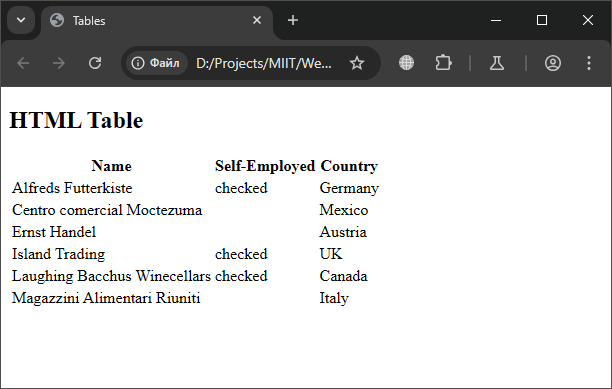 Tables
Файл D:/Projects/MIIT/We...
HTML Table
Name Self-Employed Country
Alfreds Futterkiste checked Germany
Centro comercial Moctezuma Mexico
Ernst Handel Austria
Island Trading checked UK
Laughing Bacchus Winecellars checked Canada
Magazzini Alimentari Riuniti Italy